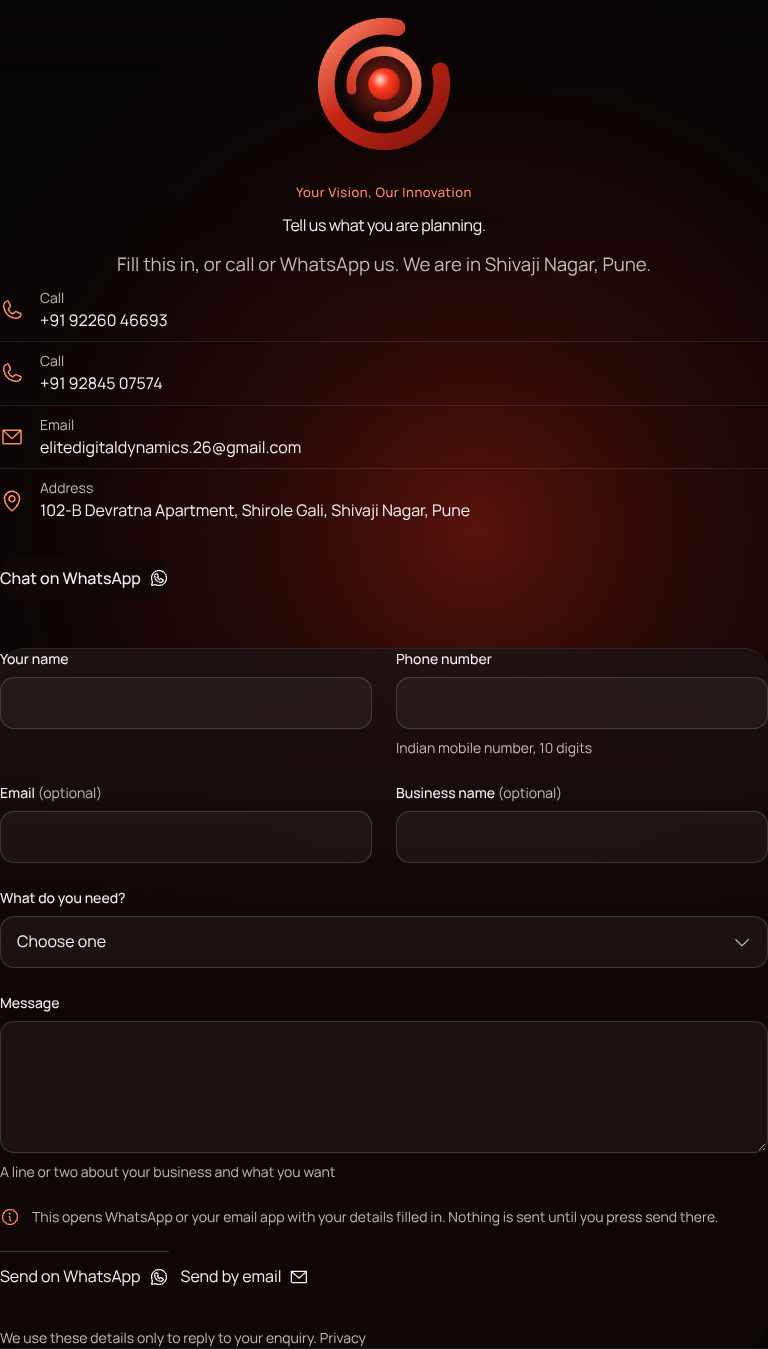 Your Vision, Our Innovation
Tell us what you are planning.
Fill this in, or call or WhatsApp us. We are in Shivaji Nagar, Pune.
Call
+91 92260 46693
Call
+91 92845 07574
Email
elitedigitaldynamics.26@gmail.com
Address
102-B Devratna Apartment, Shirole Gali, Shivaji Nagar, Pune
Chat on WhatsApp
Your name
Phone number
Indian mobile number, 10 digits
Email (optional)
Business name (optional)
What do you need?
Choose one
Message
A line or two about your business and what you want
This opens WhatsApp or your email app with your details filled in. Nothing is sent until you press send there.
Send on WhatsApp
Send by email
We use these details only to reply to your enquiry. Privacy